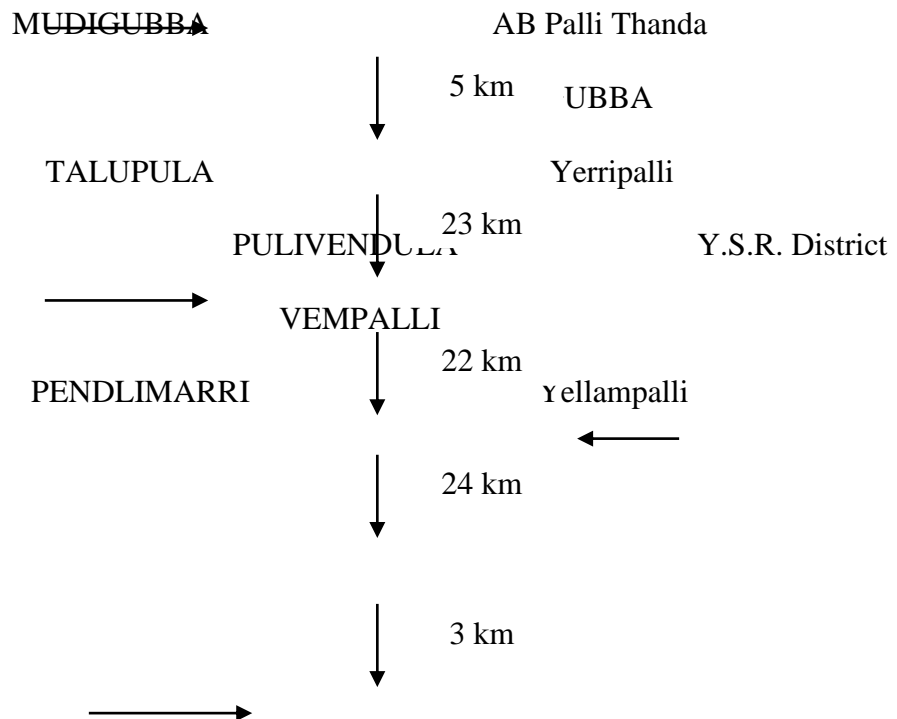 MUDIGUBBA AB Palli Thanda
5 km UBBA
TALUPULA Yerripalli
23 km
PULIVENDULA Y.S.R. District
VEMPALLI
22 km
PENDLIMARRI Yellampalli
24 km
3 km